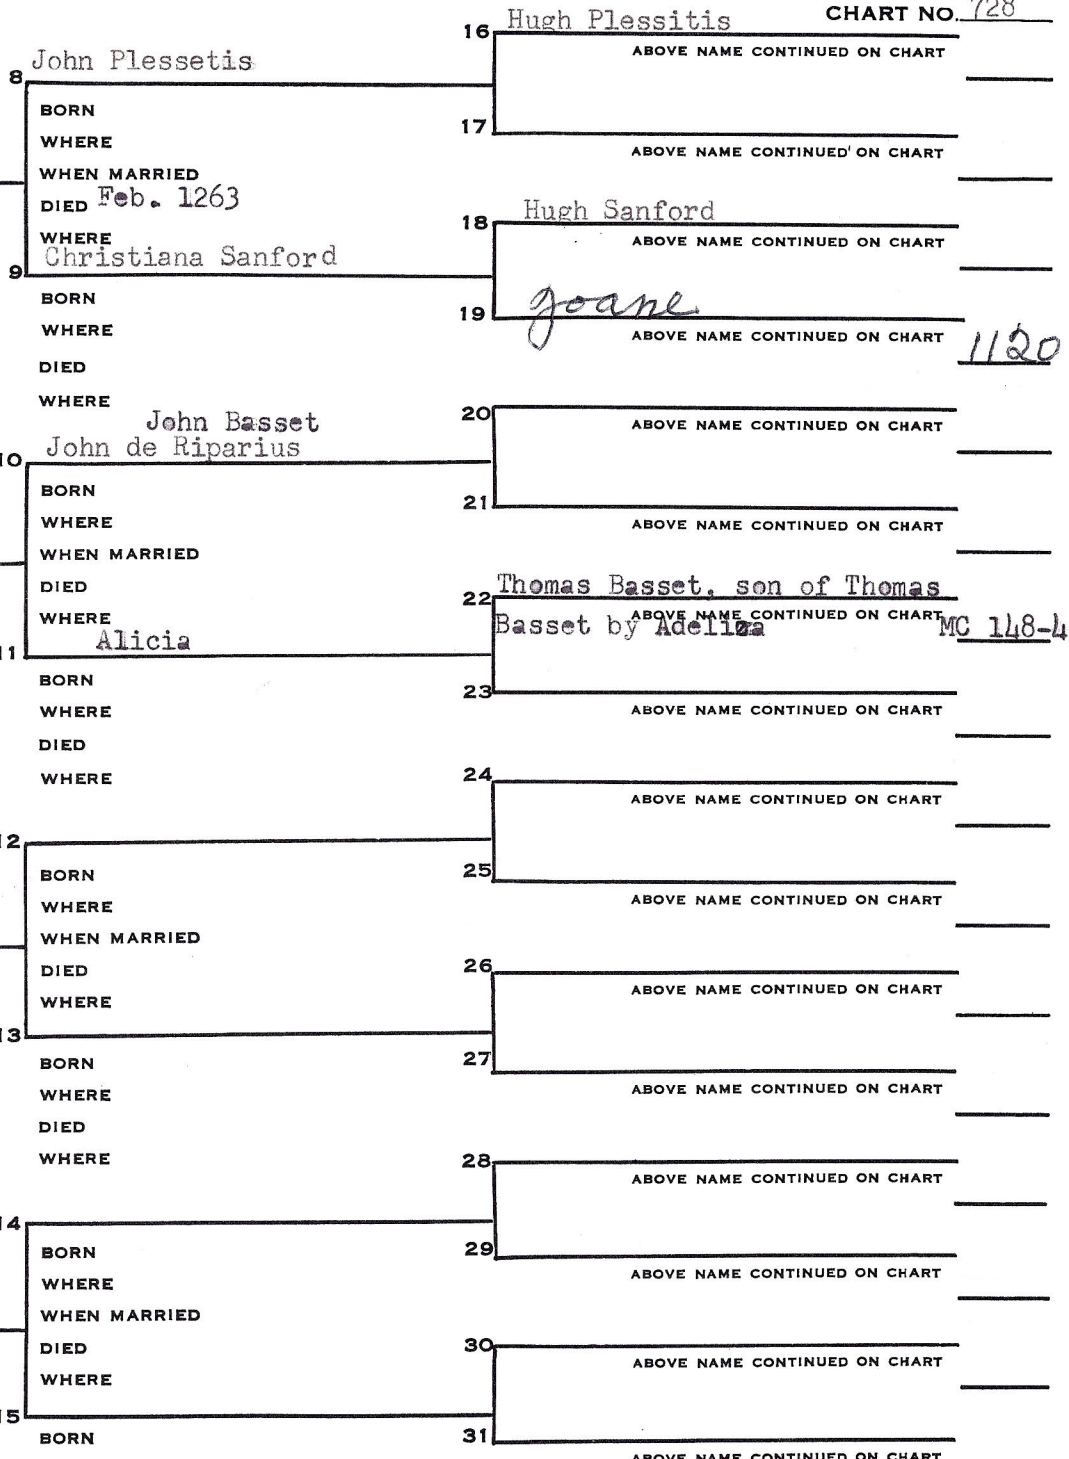 CHART NO. 728
16 Hugh Plessitis
ABOVE NAME CONTINUED ON CHART
John Plessetis
8
BORN
WHERE
WHEN MARRIED
DIED Feb. 1263
WHERE
17
ABOVE NAME CONTINUED ON CHART
18 Hugh Sanford
ABOVE NAME CONTINUED ON CHART
Christiana Sanford
9
BORN
WHERE
DIED
WHERE
19 Joane
ABOVE NAME CONTINUED ON CHART 1120
20
ABOVE NAME CONTINUED ON CHART
John Basset
10 John de Riparius
BORN
WHERE
WHEN MARRIED
DIED
WHERE
21
ABOVE NAME CONTINUED ON CHART
Thomas Basset, son of Thomas
22
ABOVE NAME CONTINUED ON CHART
Basset by Adeliza MC 148-4
11 Alicia
BORN
WHERE
DIED
WHERE
23
ABOVE NAME CONTINUED ON CHART
24
ABOVE NAME CONTINUED ON CHART
12
BORN
WHERE
WHEN MARRIED
DIED
WHERE
25
ABOVE NAME CONTINUED ON CHART
26
ABOVE NAME CONTINUED ON CHART
13
BORN
WHERE
DIED
WHERE
27
ABOVE NAME CONTINUED ON CHART
28
ABOVE NAME CONTINUED ON CHART
14
BORN
WHERE
WHEN MARRIED
DIED
WHERE
29
ABOVE NAME CONTINUED ON CHART
30
ABOVE NAME CONTINUED ON CHART
15
BORN
31
ABOVE NAME CONTINUED ON CHART